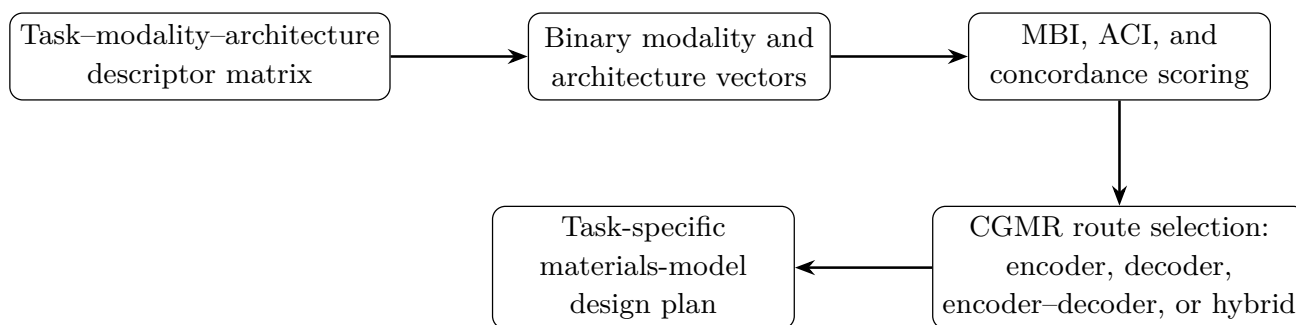 Task–modality–architecture
descriptor matrix
Binary modality and
architecture vectors
MBI, ACI, and
concordance scoring
CGMR route selection:
encoder, decoder,
encoder–decoder, or hybrid
Task-specific
materials-model
design plan